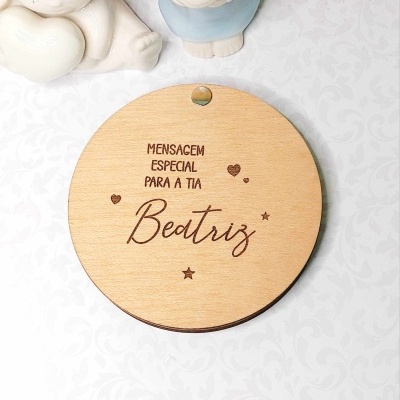 MENSAGEM
ESPECIAL
PARA A TIA
Beatriz